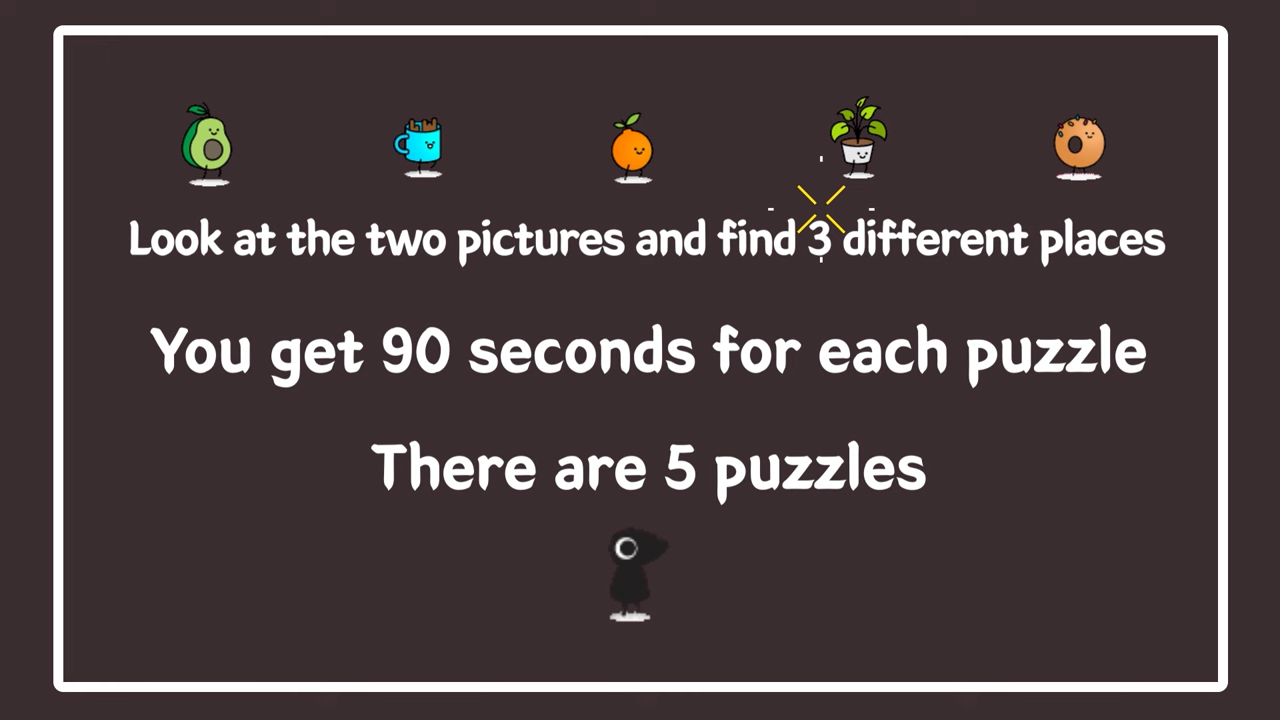 Look at the two pictures and find 3 different places
You get 90 seconds for each puzzle
There are 5 puzzles